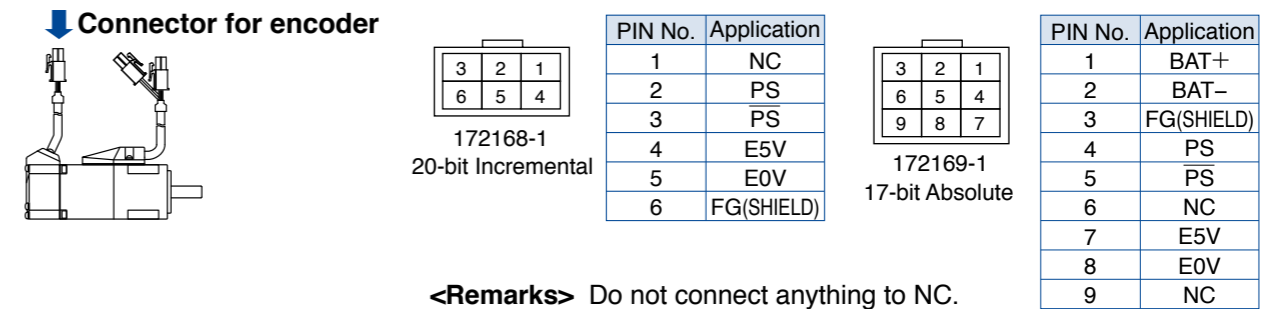 Connector for encoder
3 2 1
6 5 4
172168-1
20-bit Incremental
PIN No. Application
1 NC
2 PS
3 P̅S̅
4 E5V
5 E0V
6 FG(SHIELD)
3 2 1
6 5 4
9 8 7
172169-1
17-bit Absolute
PIN No. Application
1 BAT+
2 BAT−
3 FG(SHIELD)
4 PS
5 P̅S̅
6 NC
7 E5V
8 E0V
9 NC
<Remarks> Do not connect anything to NC.